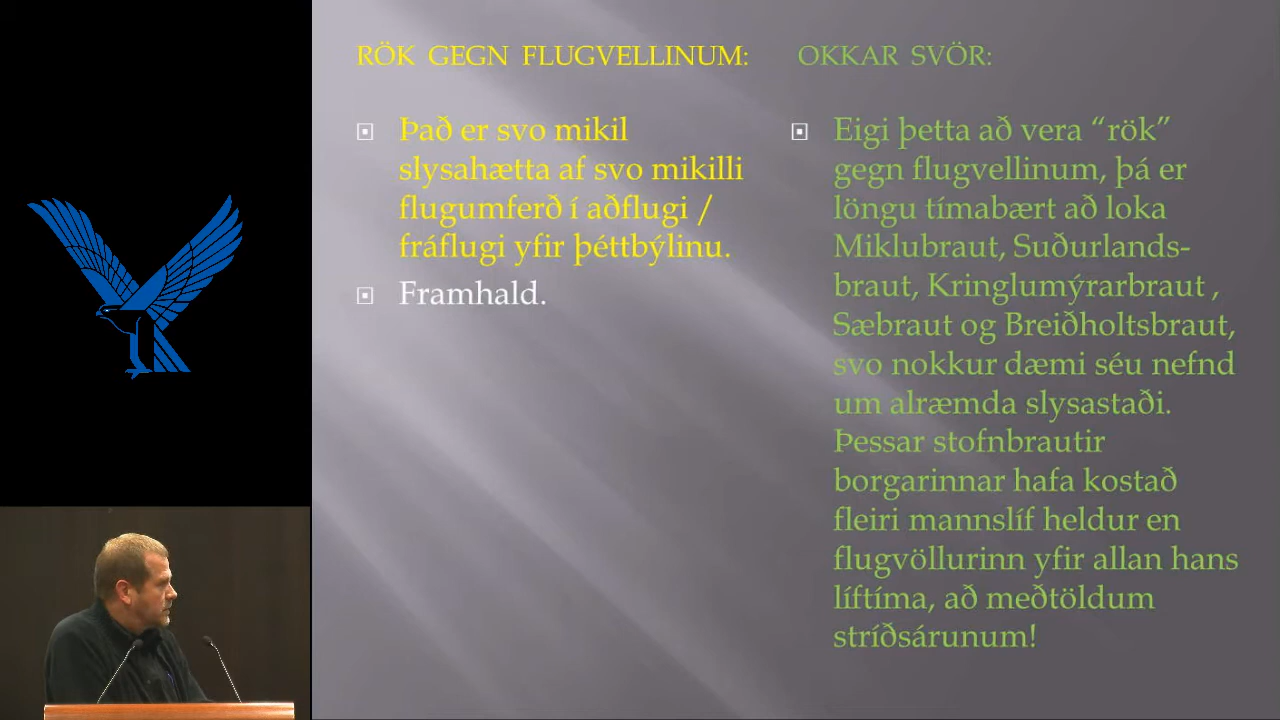 RÖK GEGN FLUGVELLINUM:
Það er svo mikil
slysahætta af svo mikilli
flugumferð í aðflugi /
fráflugi yfir þéttbýlinu.
Framhald.
OKKAR SVÖR:
Eigi þetta að vera “rök”
gegn flugvellinum, þá er
löngu tímabært að loka
Miklubraut, Suðurlands-
braut, Kringlumýrarbraut ,
Sæbraut og Breiðholtsbraut,
svo nokkur dæmi séu nefnd
um alræmda slysastaði.
Þessar stofnbrautir
borgarinnar hafa kostað
fleiri mannslíf heldur en
flugvöllurinn yfir allan hans
líftíma, að meðtöldum
stríðsárunum!